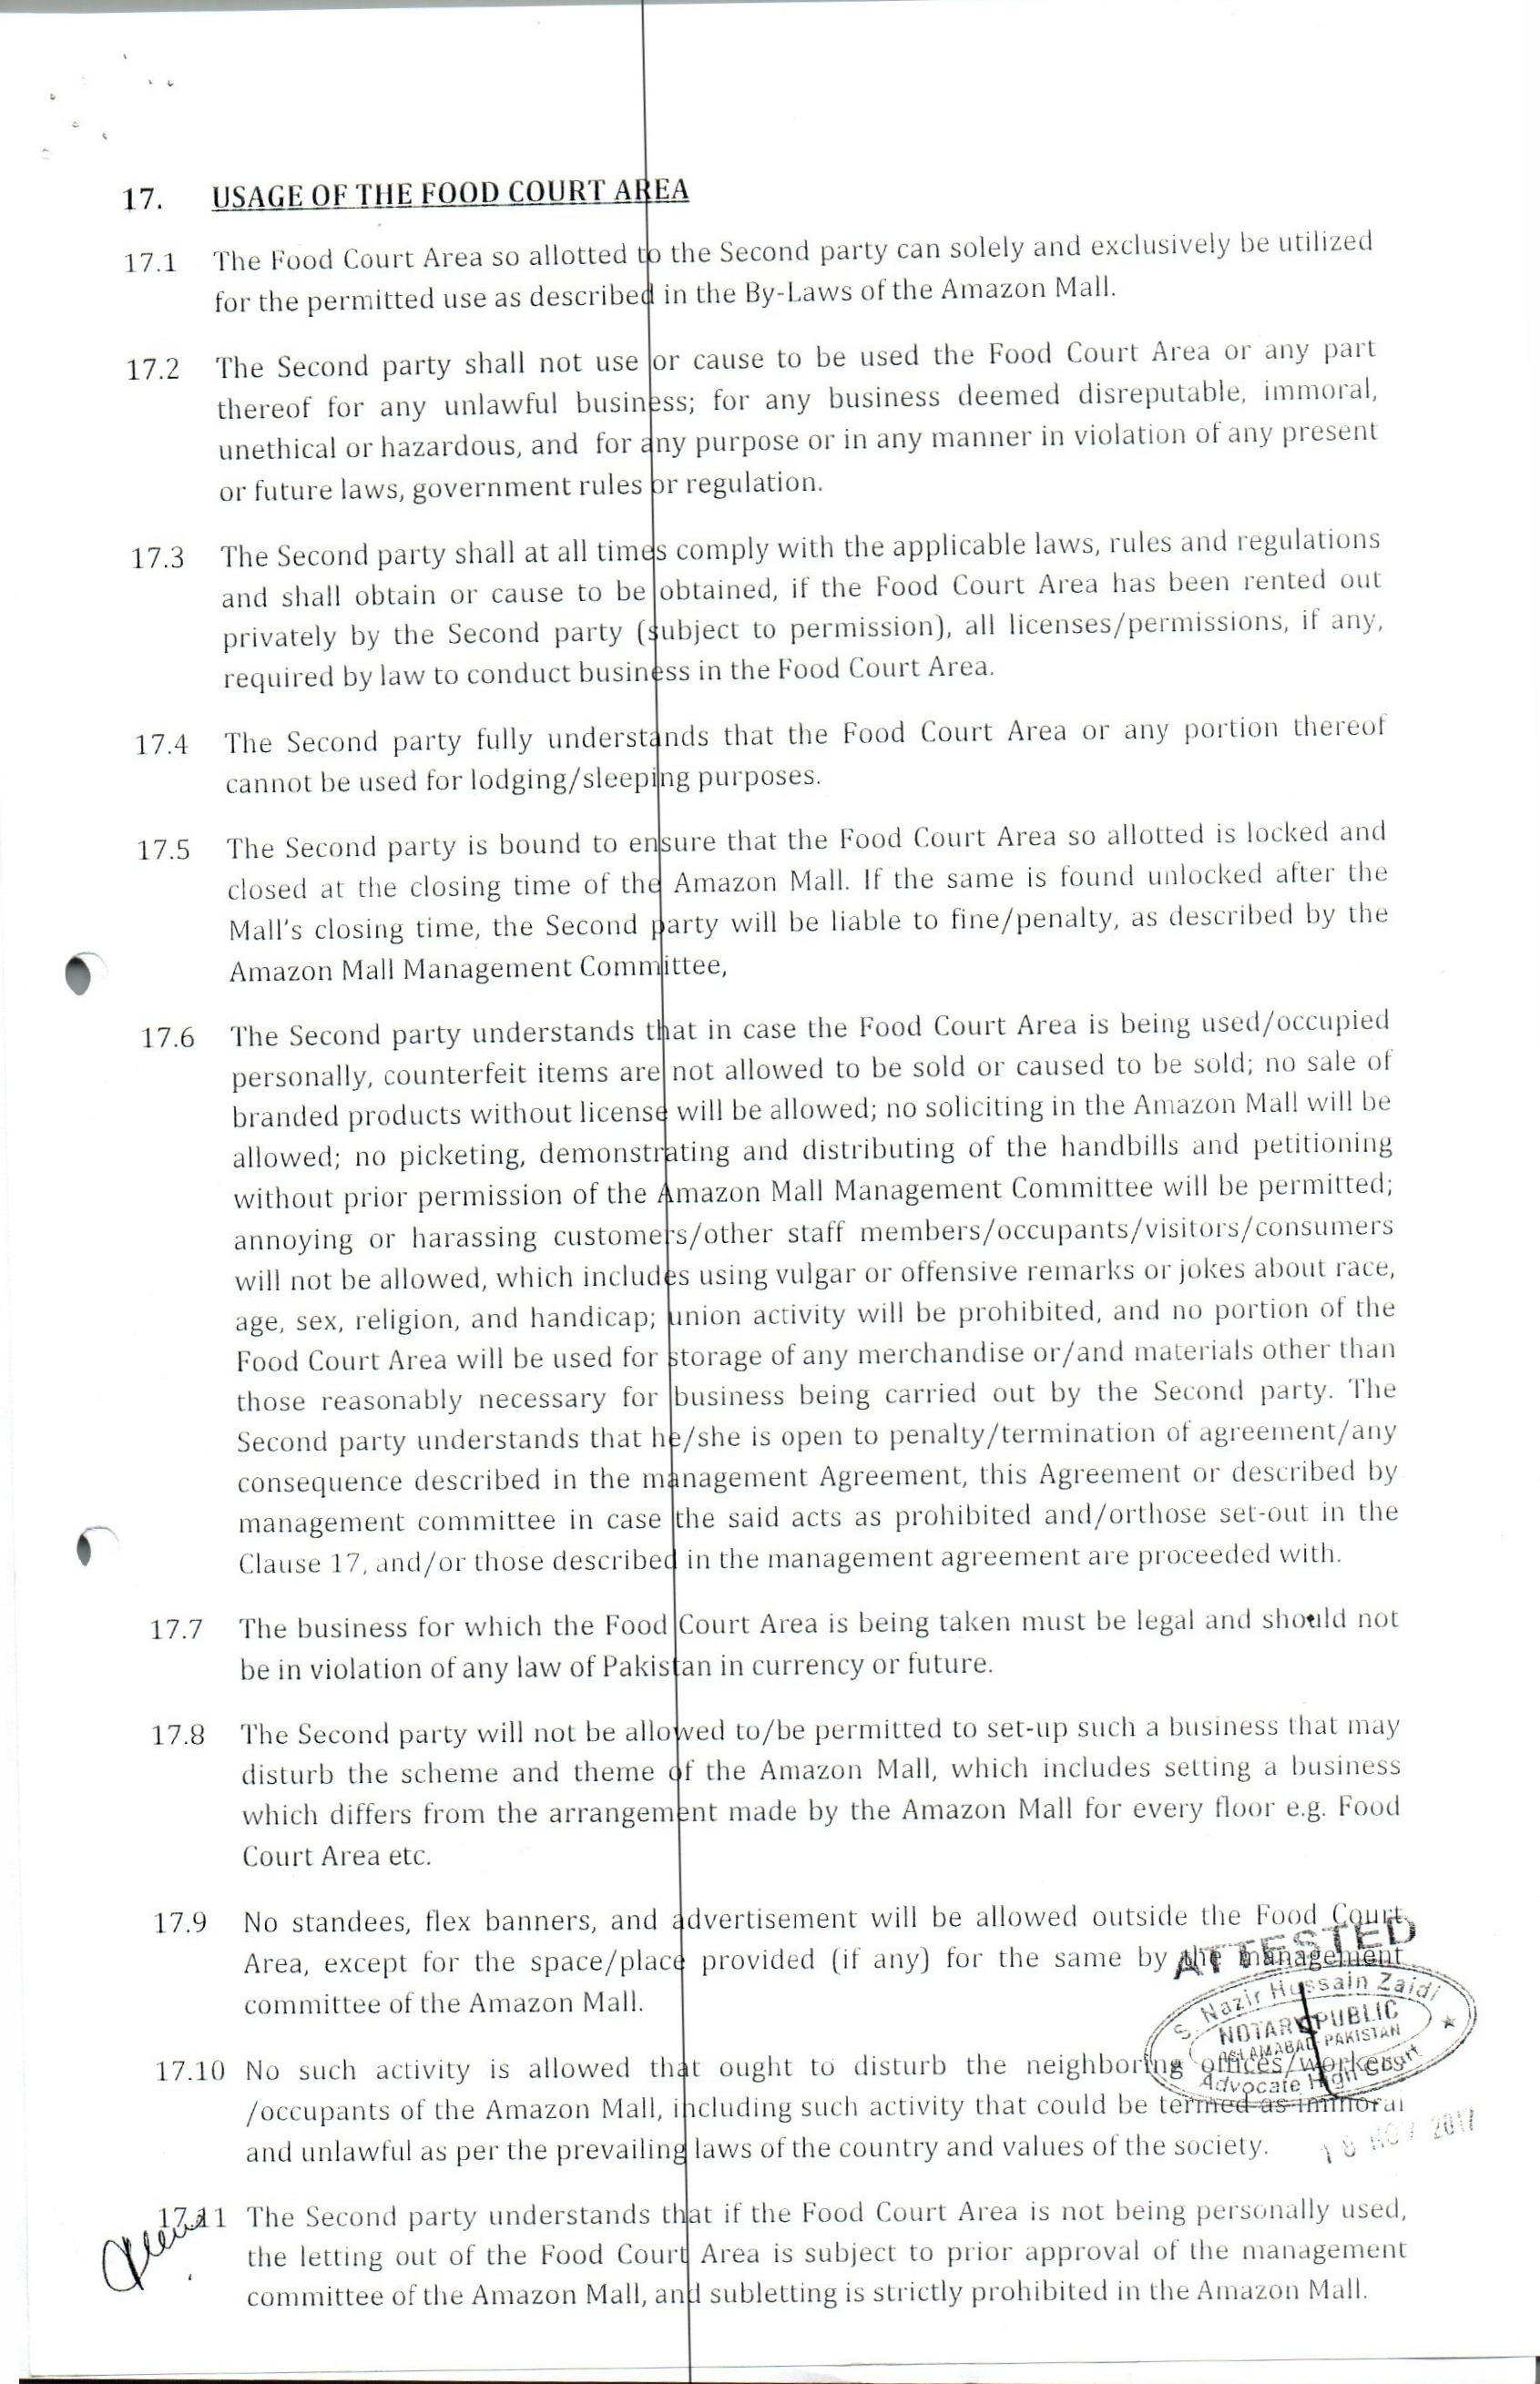 17. USAGE OF THE FOOD COURT AREA
17.1 The Food Court Area so allotted to the Second party can solely and exclusively be utilized
for the permitted use as described in the By-Laws of the Amazon Mall.
17.2 The Second party shall not use or cause to be used the Food Court Area or any part
thereof for any unlawful business; for any business deemed disreputable, immoral,
unethical or hazardous, and for any purpose or in any manner in violation of any present
or future laws, government rules or regulation.
17.3 The Second party shall at all times comply with the applicable laws, rules and regulations
and shall obtain or cause to be obtained, if the Food Court Area has been rented out
privately by the Second party (subject to permission), all licenses/permissions, if any,
required by law to conduct business in the Food Court Area.
17.4 The Second party fully understands that the Food Court Area or any portion thereof
cannot be used for lodging/sleeping purposes.
17.5 The Second party is bound to ensure that the Food Court Area so allotted is locked and
closed at the closing time of the Amazon Mall. If the same is found unlocked after the
Mall's closing time, the Second party will be liable to fine/penalty, as described by the
Amazon Mall Management Committee,
17.6 The Second party understands that in case the Food Court Area is being used/occupied
personally, counterfeit items are not allowed to be sold or caused to be sold; no sale of
branded products without license will be allowed; no soliciting in the Amazon Mall will be
allowed; no picketing, demonstrating and distributing of the handbills and petitioning
without prior permission of the Amazon Mall Management Committee will be permitted;
annoying or harassing customers/other staff members/occupants/visitors/consumers
will not be allowed, which includes using vulgar or offensive remarks or jokes about race,
age, sex, religion, and handicap; union activity will be prohibited, and no portion of the
Food Court Area will be used for storage of any merchandise or/and materials other than
those reasonably necessary for business being carried out by the Second party. The
Second party understands that he/she is open to penalty/termination of agreement/any
consequence described in the management Agreement, this Agreement or described by
management committee in case the said acts as prohibited and/orthose set-out in the
Clause 17, and/or those described in the management agreement are proceeded with.
17.7 The business for which the Food Court Area is being taken must be legal and should not
be in violation of any law of Pakistan in currency or future.
17.8 The Second party will not be allowed to/be permitted to set-up such a business that may
disturb the scheme and theme of the Amazon Mall, which includes setting a business
which differs from the arrangement made by the Amazon Mall for every floor e.g. Food
Court Area etc.
17.9 No standees, flex banners, and advertisement will be allowed outside the Food Court
Area, except for the space/place provided (if any) for the same by the management
committee of the Amazon Mall.
ATTESTED
S. Nazir Hussain Zaidi
NOTARY PUBLIC
ISLAMABAD PAKISTAN
Advocate High Court
17.10 No such activity is allowed that ought to disturb the neighboring offices/workers
/occupants of the Amazon Mall, including such activity that could be termed as immoral
and unlawful as per the prevailing laws of the country and values of the society.
NOV 2017
17.11 The Second party understands that if the Food Court Area is not being personally used,
the letting out of the Food Court Area is subject to prior approval of the management
committee of the Amazon Mall, and subletting is strictly prohibited in the Amazon Mall.